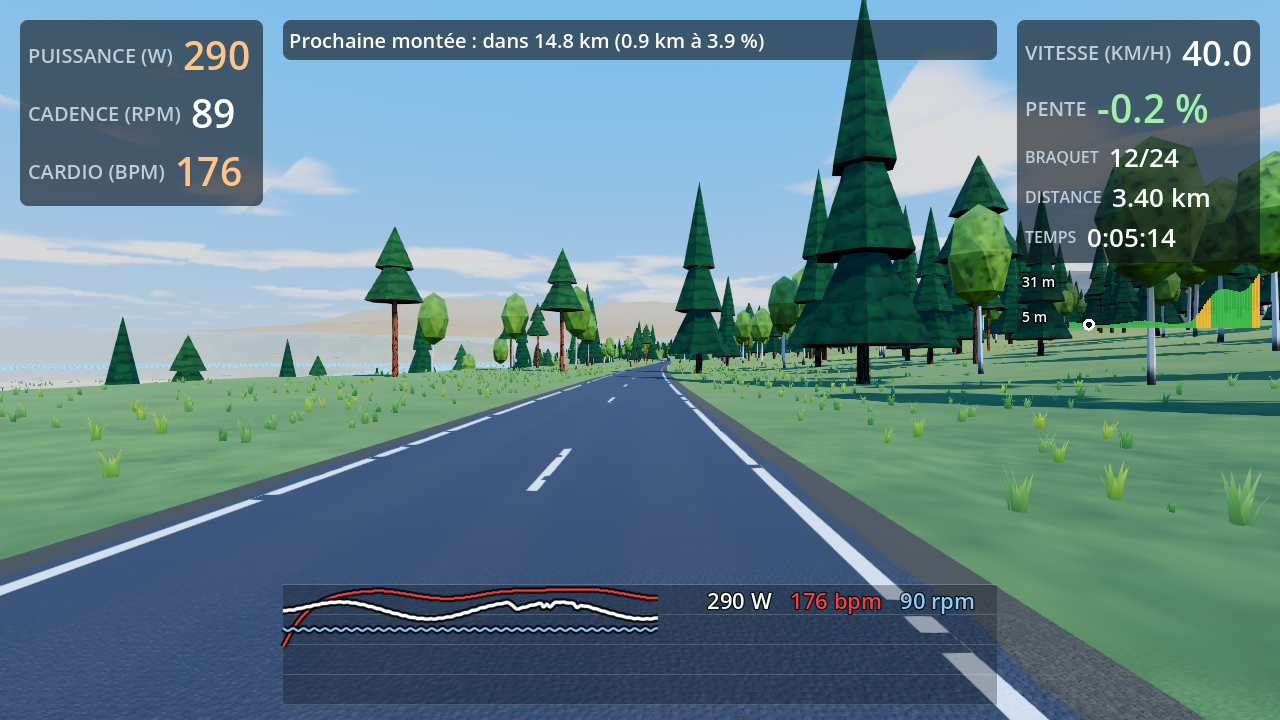 PUISSANCE (W) 290
CADENCE (RPM) 89
CARDIO (BPM) 176
Prochaine montée : dans 14.8 km (0.9 km à 3.9 %)
VITESSE (KM/H) 40.0
PENTE -0.2 %
BRAQUET 12/24
DISTANCE 3.40 km
TEMPS 0:05:14
31 m
5 m
290 W 176 bpm 90 rpm